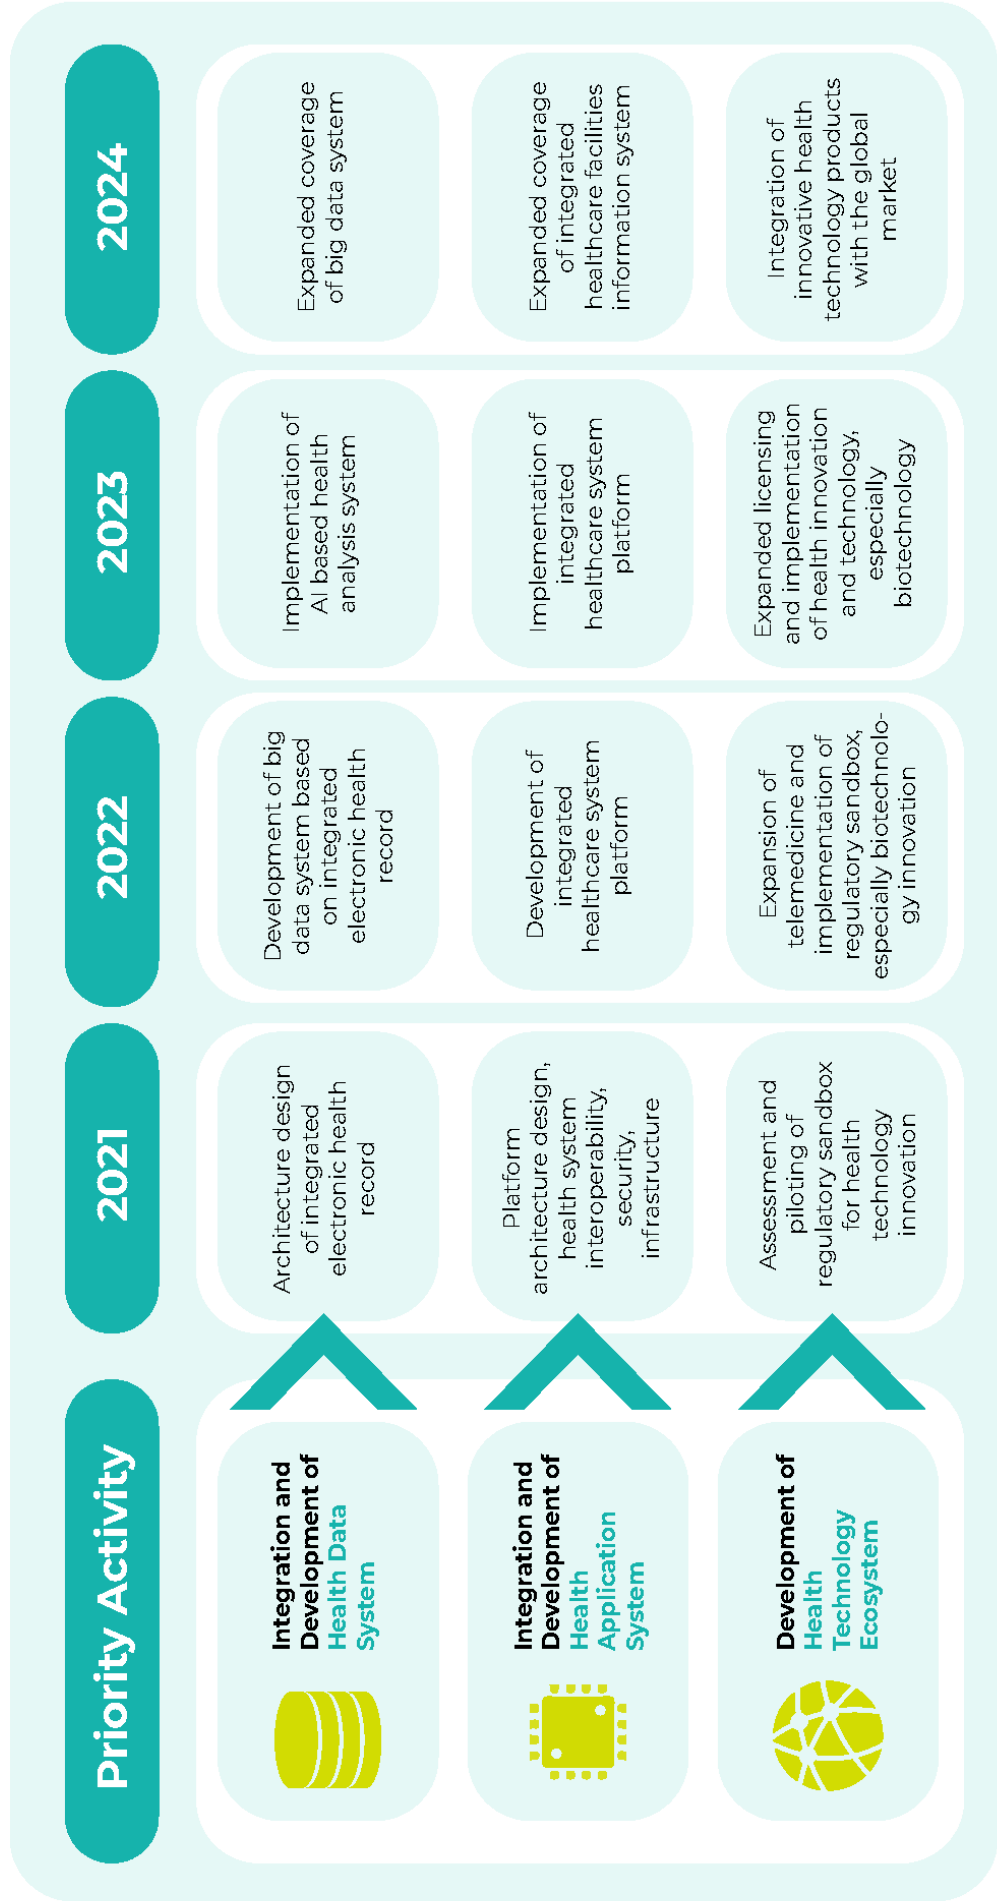 Priority Activity
2021
2022
2023
2024
Integration and
Development of
Health Data
System
Architecture design
of integrated
electronic health
record
Development of big
data system based
on integrated
electronic health
record
Implementation of
AI based health
analysis system
Expanded coverage
of big data system
Integration and
Development of
Health
Application
System
Platform
architecture design,
health system
interoperability,
security,
infrastructure
Development of
integrated
healthcare system
platform
Implementation of
integrated
healthcare system
platform
Expanded coverage
of integrated
healthcare facilities
information system
Development of
Health
Technology
Ecosystem
Assessment and
piloting of
regulatory sandbox
for health
technology
innovation
Expansion of
telemedicine and
implementation of
regulatory sandbox,
especially biotechnolo-
gy innovation
Expanded licensing
and implementation
of health innovation
and technology,
especially
biotechnology
Integration of
innovative health
technology products
with the global
market